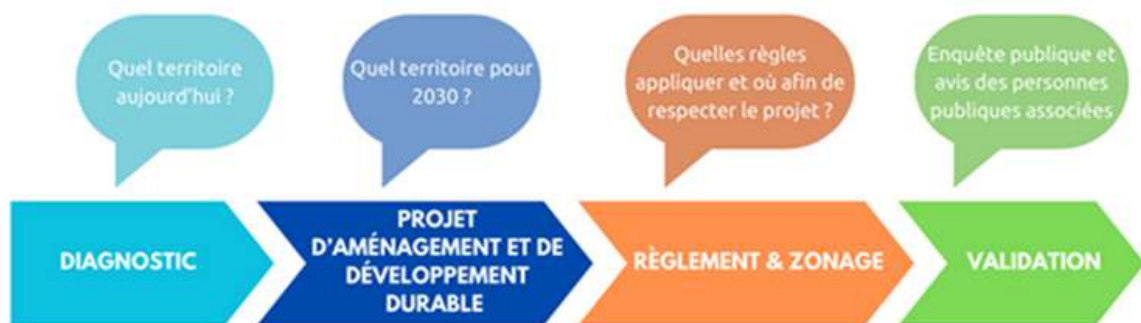 Quel territoire
aujourd'hui ?
Quel territoire pour
2030 ?
Quelles règles
appliquer et où afin de
respecter le projet ?
Enquête publique et
avis des personnes
publiques associées
DIAGNOSTIC
PROJET
D'AMÉNAGEMENT ET DE
DÉVELOPPEMENT
DURABLE
RÈGLEMENT & ZONAGE
VALIDATION